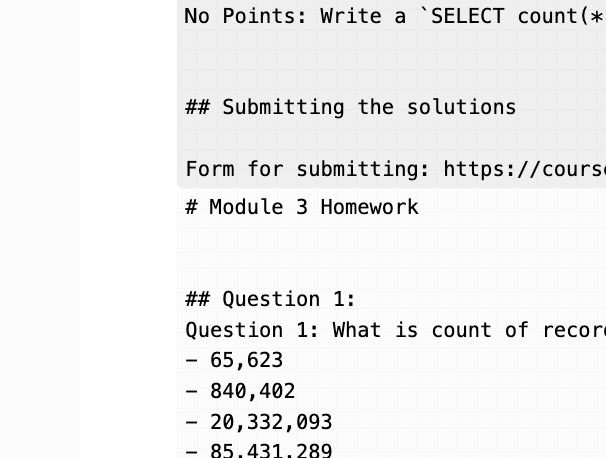 No Points: Write a `SELECT count(*
## Submitting the solutions
Form for submitting: https://cours
# Module 3 Homework
## Question 1:
Question 1: What is count of recor
- 65,623
- 840,402
- 20,332,093
- 85,431,289